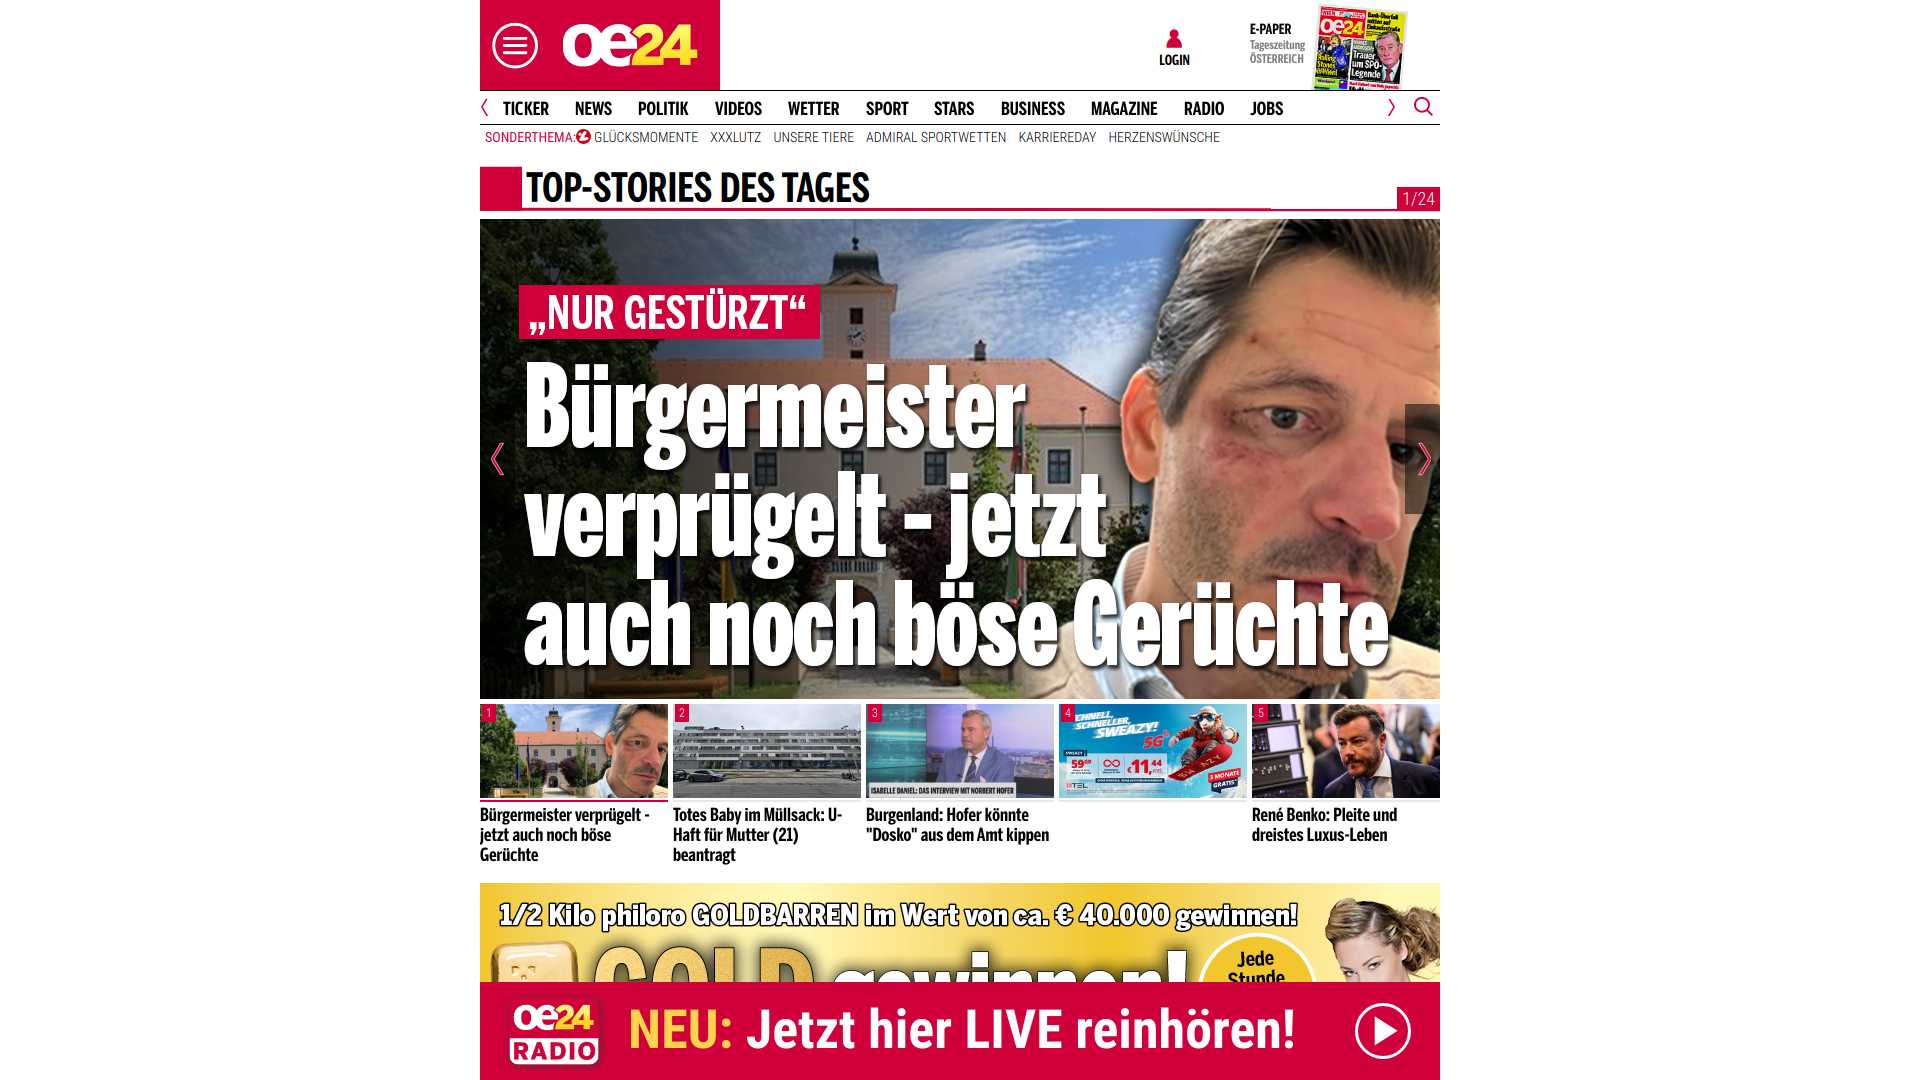 oe24
LOGIN
E-PAPER
Tageszeitung
ÖSTERREICH
oe24
TICKER NEWS POLITIK VIDEOS WETTER SPORT STARS BUSINESS MAGAZINE RADIO JOBS
SONDERTHEMA: GLÜCKSMOMENTE XXXLUTZ UNSERE TIERE ADMIRAL SPORTWETTEN KARRIEREDAY HERZENSWÜNSCHE
TOP-STORIES DES TAGES
1/24
„NUR GESTÜRZT“
Bürgermeister
verprügelt - jetzt
auch noch böse Gerüchte
1
2
3
4
5
ISABELLE DANIEL: DAS INTERVIEW MIT NORBERT HOFER
SCHNELL,
SCHNELLER,
SWEAZY!
5G
€11,44
3 MONATE
GRATIS*
Bürgermeister verprügelt -
jetzt auch noch böse
Gerüchte
Totes Baby im Müllsack: U-
Haft für Mutter (21)
beantragt
Burgenland: Hofer könnte
"Dosko" aus dem Amt kippen
René Benko: Pleite und
dreistes Luxus-Leben
1/2 Kilo philoro GOLDBARREN im Wert von ca. € 40.000 gewinnen!
GOLD gewinnen!
Jede
Stunde
oe24
RADIO
NEU: Jetzt hier LIVE reinhören!